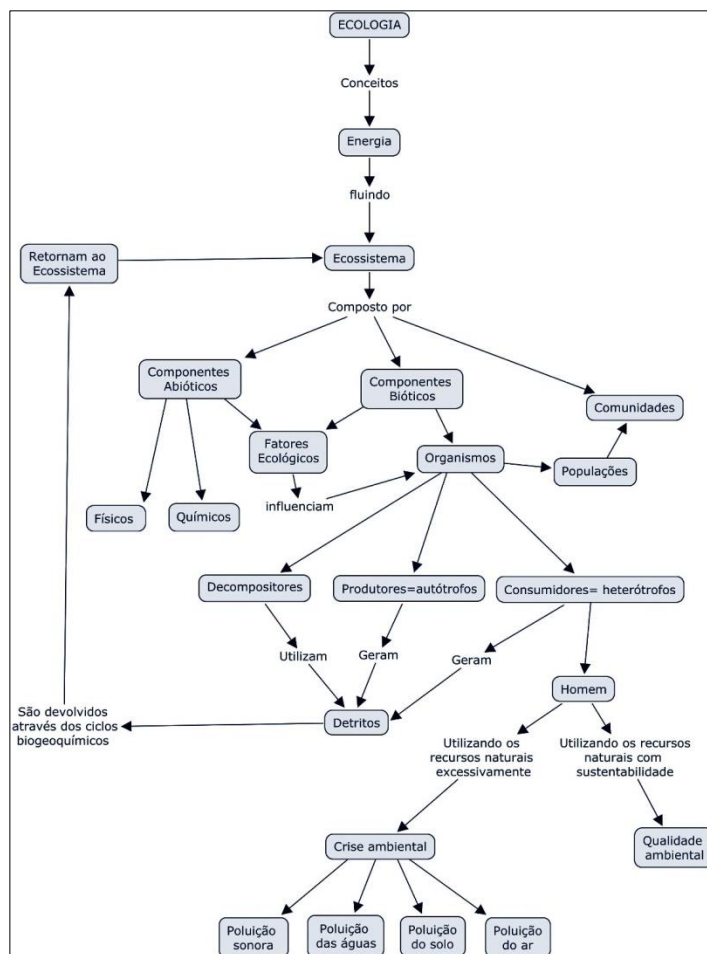 ECOLOGIA
Conceitos
Energia
fluindo
Retornam ao
Ecossistema
Ecossistema
Composto por
Componentes
Abióticos
Componentes
Bióticos
Comunidades
Fatores
Ecológicos
Organismos
Populações
influenciam
Físicos
Químicos
Decompositores
Produtores=autótrofos
Consumidores= heterótrofos
Utilizam
Geram
Geram
Homem
São devolvidos
através dos ciclos
biogeoquímicos
Detritos
Utilizando os
recursos naturais
excessivamente
Utilizando os recursos
naturais com
sustentabilidade
Crise ambiental
Qualidade
ambiental
Poluição
sonora
Poluição
das águas
Poluição
do solo
Poluição
do ar